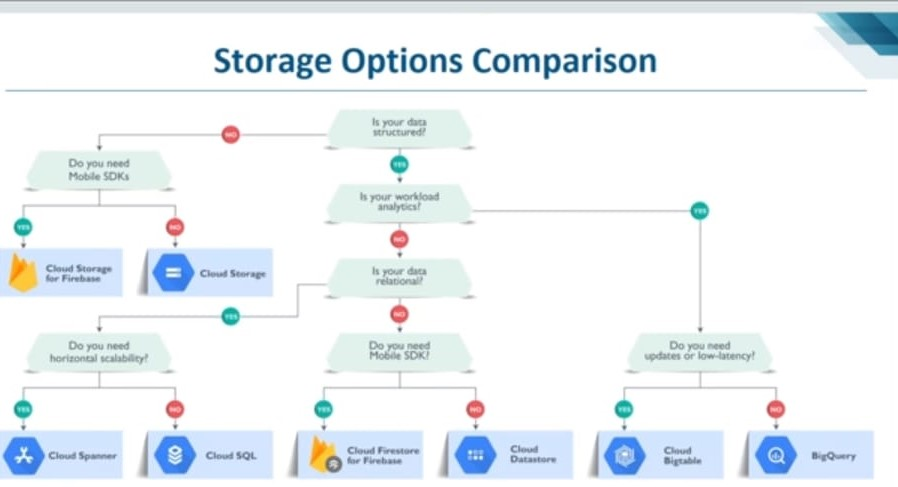 Storage Options Comparison
Is your data
structured?
NO
YES
Do you need
Mobile SDKs
Is your workload
analytics?
YES
YES
NO
NO
Cloud Storage
for Firebase
Cloud Storage
Is your data
relational?
YES
NO
Do you need
horizontal scalability?
Do you need
Mobile SDK?
Do you need
updates or low-latency?
YES
NO
YES
NO
YES
NO
Cloud Spanner
Cloud SQL
Cloud Firestore
for Firebase
Cloud
Datastore
Cloud
Bigtable
BigQuery